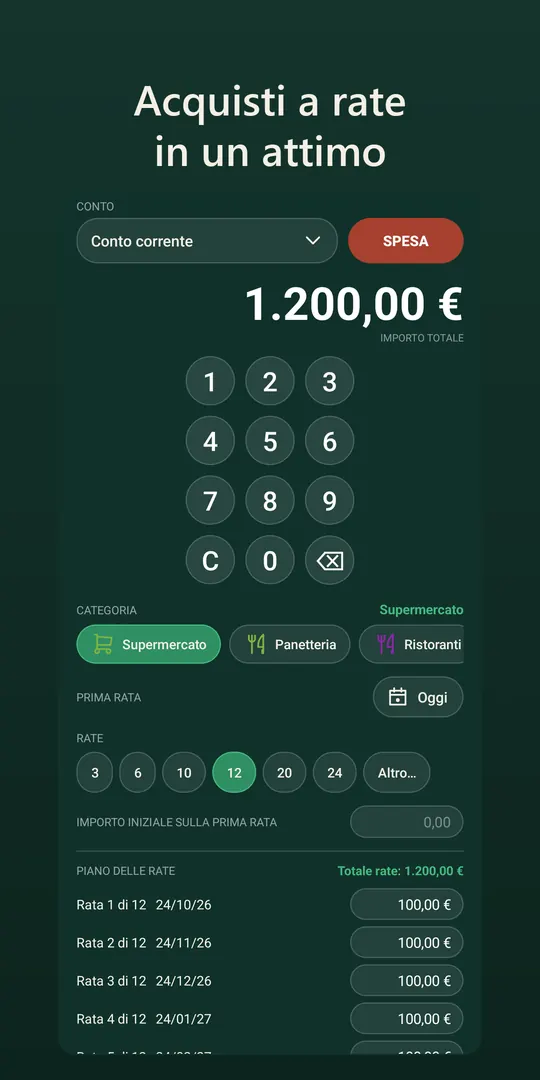 Acquisti a rate
in un attimo
CONTO
Conto corrente
SPESA
1.200,00 €
IMPORTO TOTALE
1 2 3
4 5 6
7 8 9
C 0
CATEGORIA Supermercato
Supermercato Panetteria Ristoranti
PRIMA RATA Oggi
RATE
3 6 10 12 20 24 Altro...
IMPORTO INIZIALE SULLA PRIMA RATA 0,00
PIANO DELLE RATE Totale rate: 1.200,00 €
Rata 1 di 12 24/10/26 100,00 €
Rata 2 di 12 24/11/26 100,00 €
Rata 3 di 12 24/12/26 100,00 €
Rata 4 di 12 24/01/27 100,00 €